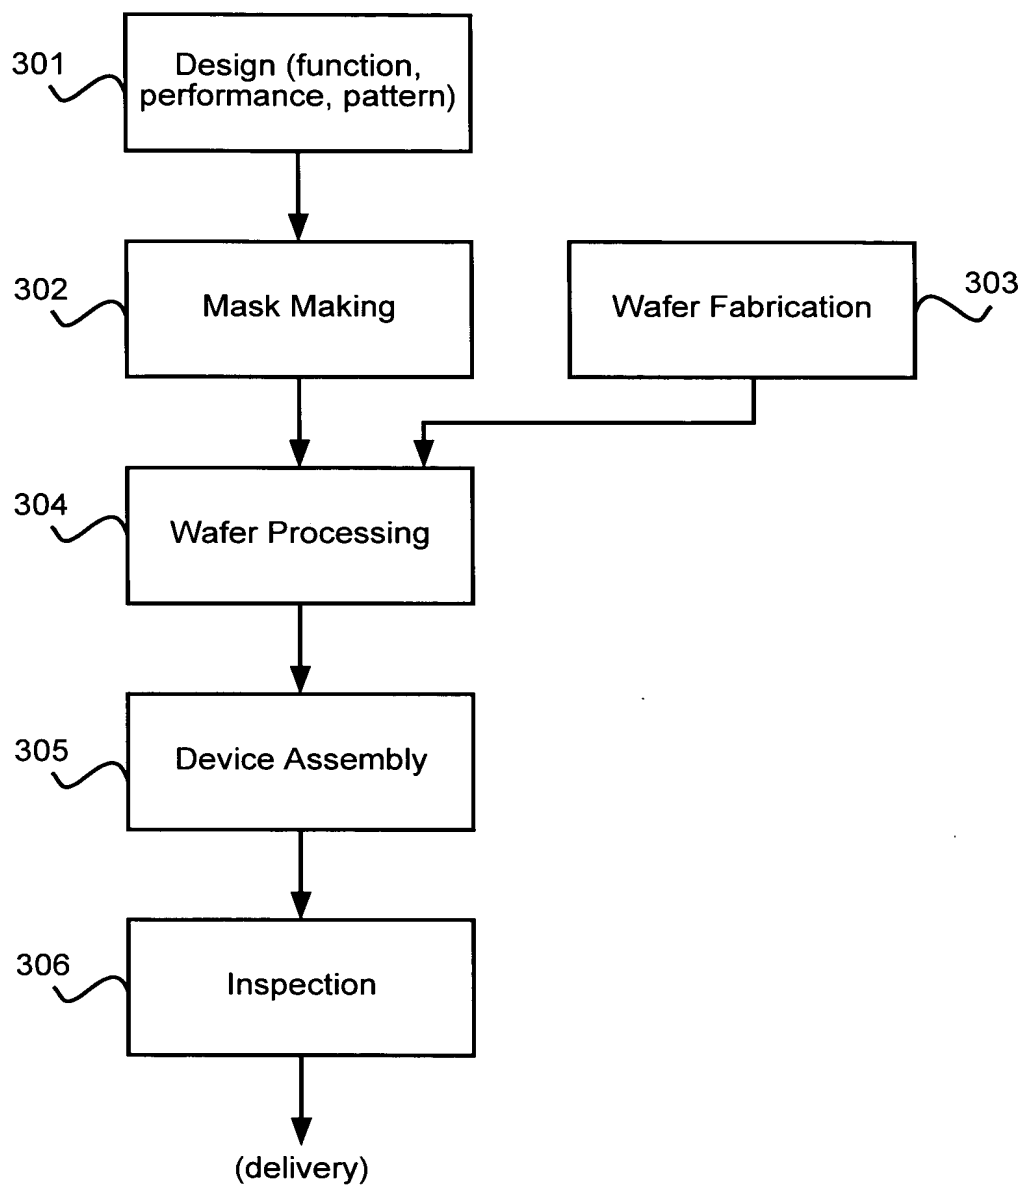 301
Design (function,
performance, pattern)
302
Mask Making
Wafer Fabrication
303
304
Wafer Processing
305
Device Assembly
306
Inspection
(delivery)